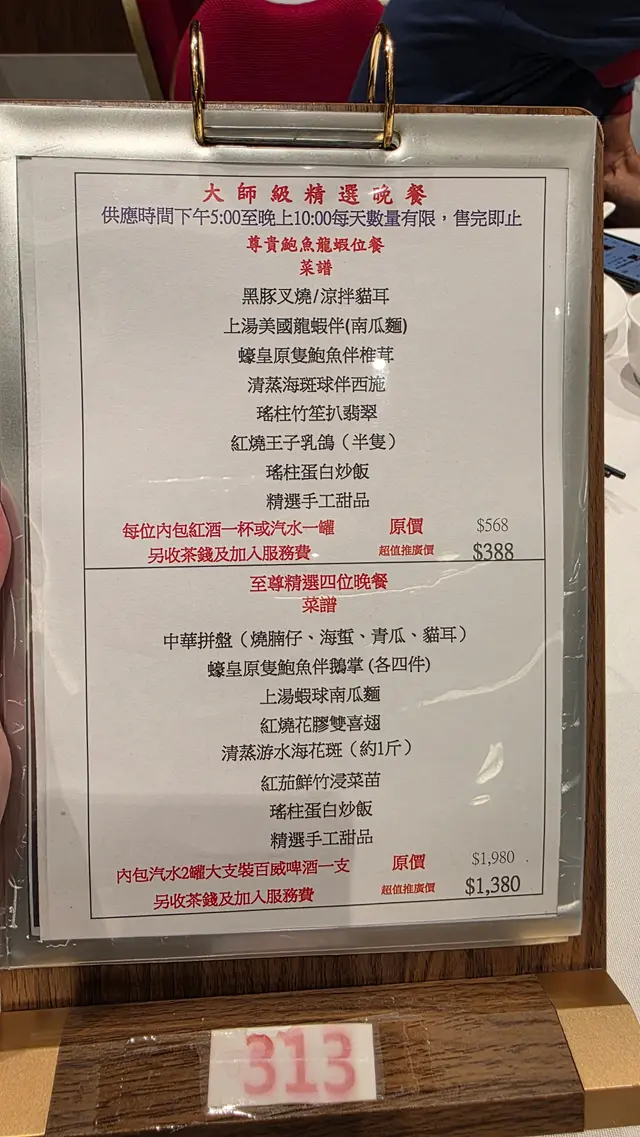 大師級精選晚餐
供應時間下午5:00至晚上10:00每天數量有限，售完即止
尊貴鮑魚龍蝦位餐
菜譜
黑豚叉燒/涼拌貓耳
上湯美國龍蝦伴(南瓜麵)
蠔皇原隻鮑魚伴椎茸
清蒸海斑球伴西施
瑤柱竹笙扒翡翠
紅燒王子乳鴿（半隻）
瑤柱蛋白炒飯
精選手工甜品
每位內包紅酒一杯或汽水一罐 原價 $568
另收茶錢及加入服務費 超值推廣價 $388
至尊精選四位晚餐
菜譜
中華拼盤（燒腩仔、海蜇、青瓜、貓耳）
蠔皇原隻鮑魚伴鵝掌 (各四件)
上湯蝦球南瓜麵
紅燒花膠雙喜翅
清蒸游水海花斑（約1斤）
紅茄鮮竹浸菜苗
瑤柱蛋白炒飯
精選手工甜品
內包汽水2罐大支裝百威啤酒一支 原價 $1,980
另收茶錢及加入服務費 超值推廣價 $1,380
313